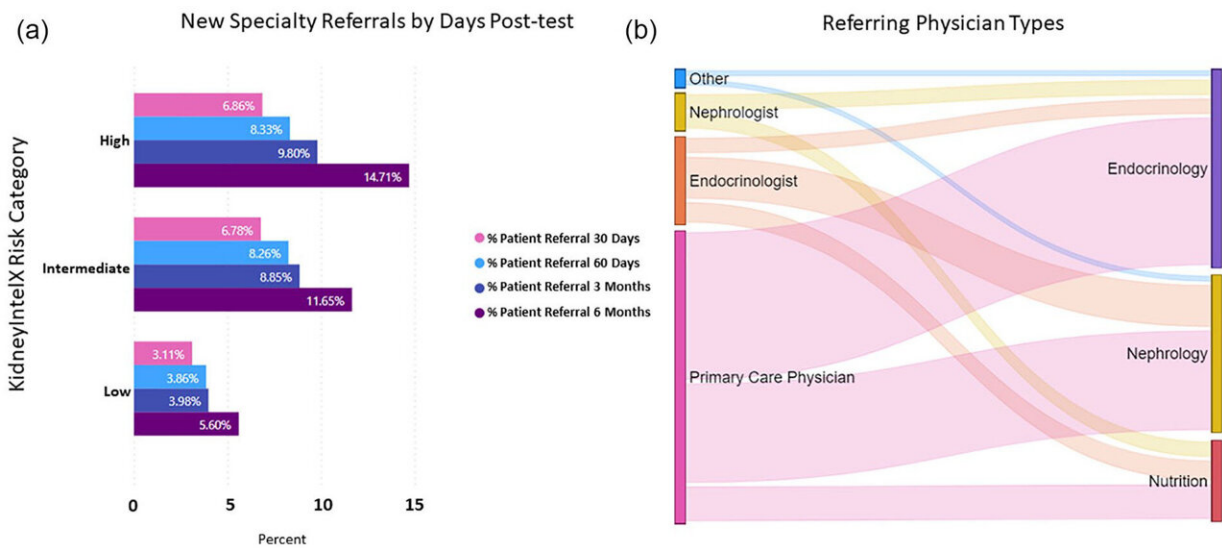 (a)
New Specialty Referrals by Days Post-test
KidneyIntelX Risk Category
High
6.86%
8.33%
9.80%
14.71%
Intermediate
6.78%
8.26%
8.85%
11.65%
Low
3.11%
3.86%
3.98%
5.60%
0
5
10
15
Percent
% Patient Referral 30 Days
% Patient Referral 60 Days
% Patient Referral 3 Months
% Patient Referral 6 Months
(b)
Referring Physician Types
Other
Nephrologist
Endocrinologist
Primary Care Physician
Endocrinology
Nephrology
Nutrition